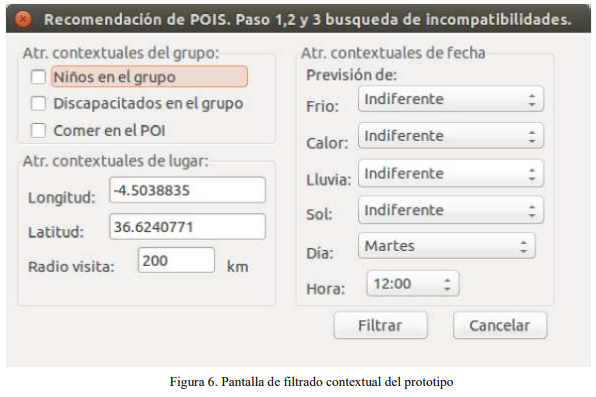 Recomendación de POIS. Paso 1,2 y 3 busqueda de incompatibilidades.
Atr. contextuales del grupo:
Niños en el grupo
Discapacitados en el grupo
Comer en el POI
Atr. contextuales de lugar:
Longitud: -4.5038835
Latitud: 36.6240771
Radio visita: 200 km
Atr. contextuales de fecha
Previsión de:
Frio: Indiferente
Calor: Indiferente
Lluvia: Indiferente
Sol: Indiferente
Día: Martes
Hora: 12:00
Filtrar Cancelar
Figura 6. Pantalla de filtrado contextual del prototipo